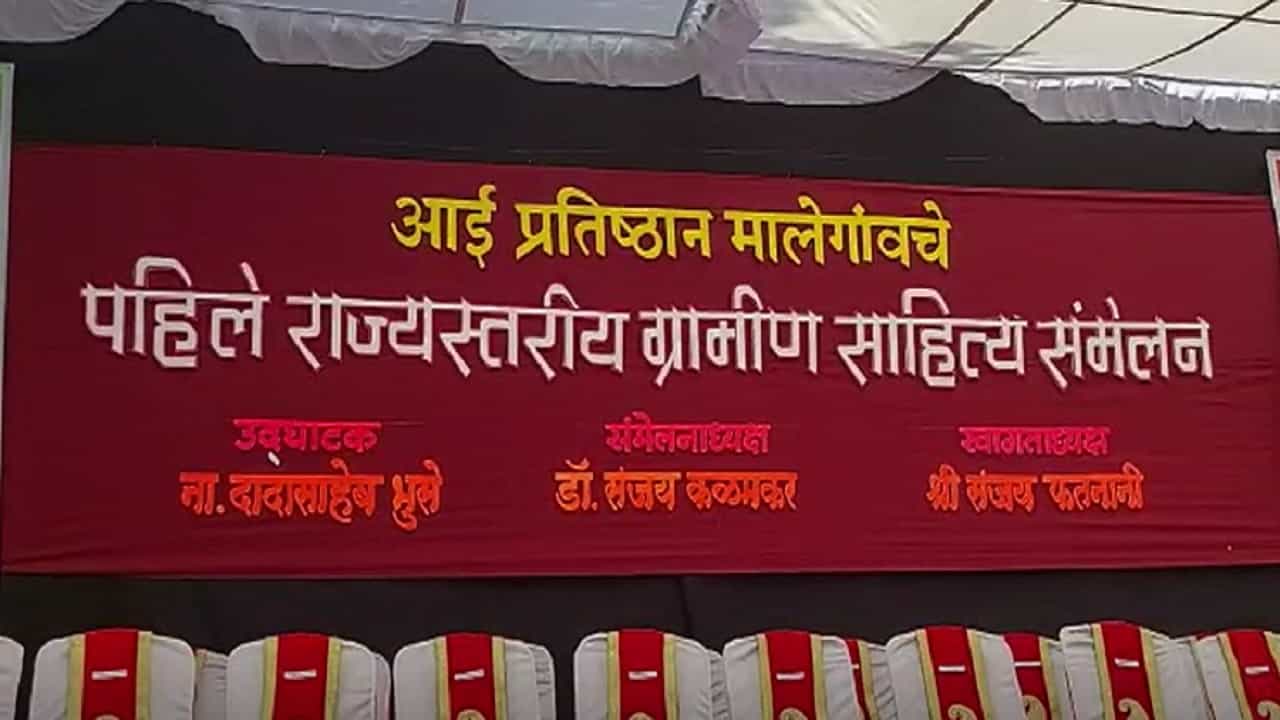 आई प्रतिष्ठान मालेगांवचे
पहिले राज्यस्तरीय ग्रामीण साहित्य संमेलन
उद्घाटक संमेलनाध्यक्ष स्वागताध्यक्ष
ना. दादासाहेब भुसे डॉ. संजय कळमकर श्री संजय फतनानी